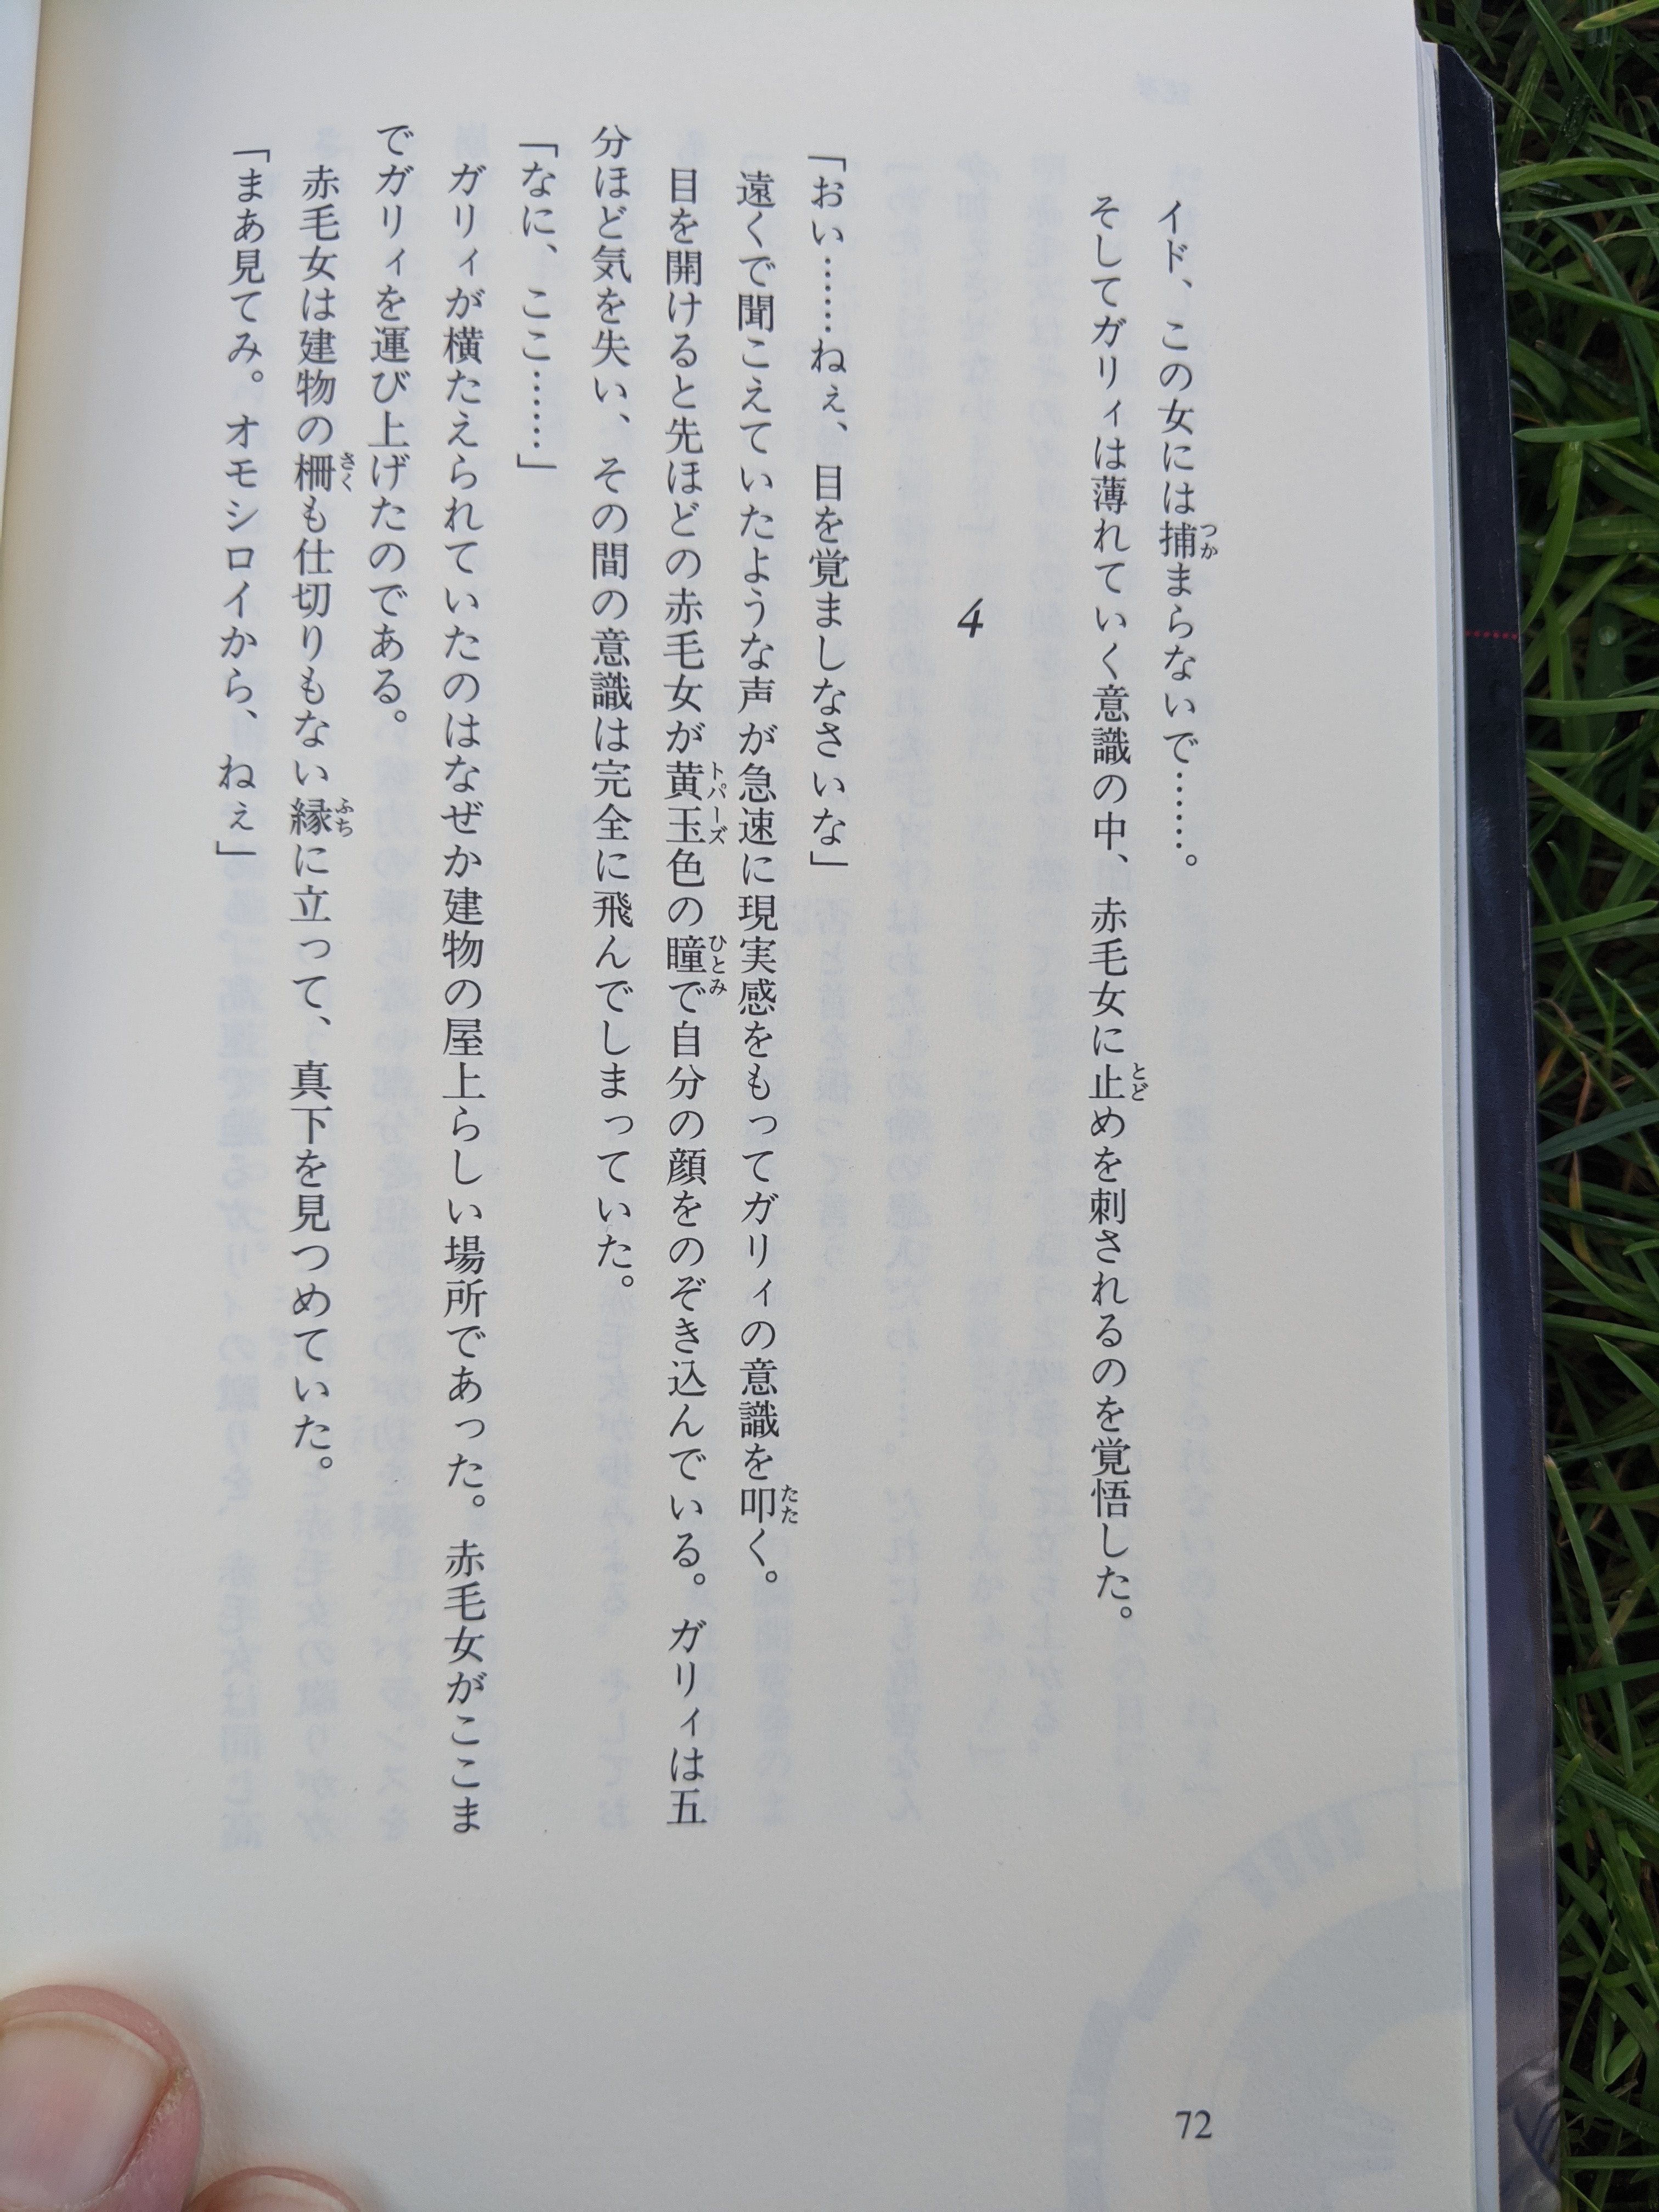 イド、この女には捕まらないで……。
そしてガリィは薄れていく意識の中、赤毛女に止めを刺されるのを覚悟した。
4
「おい……ねぇ、目を覚ましなさいな」
遠くで聞こえていたような声が急速に現実感をもってガリィの意識を叩く。
目を開けると先ほどの赤毛女が黄玉色の瞳で自分の顔をのぞき込んでいる。ガリィは五
分ほど気を失い、その間の意識は完全に飛んでしまっていた。
「なに、ここ……」
ガリィが横たえられていたのはなぜか建物の屋上らしい場所であった。赤毛女がここま
でガリィを運び上げたのである。
赤毛女は建物の柵も仕切りもない縁に立って、真下を見つめていた。
「まあ見てみ。オモシロイから、ねぇ」
72